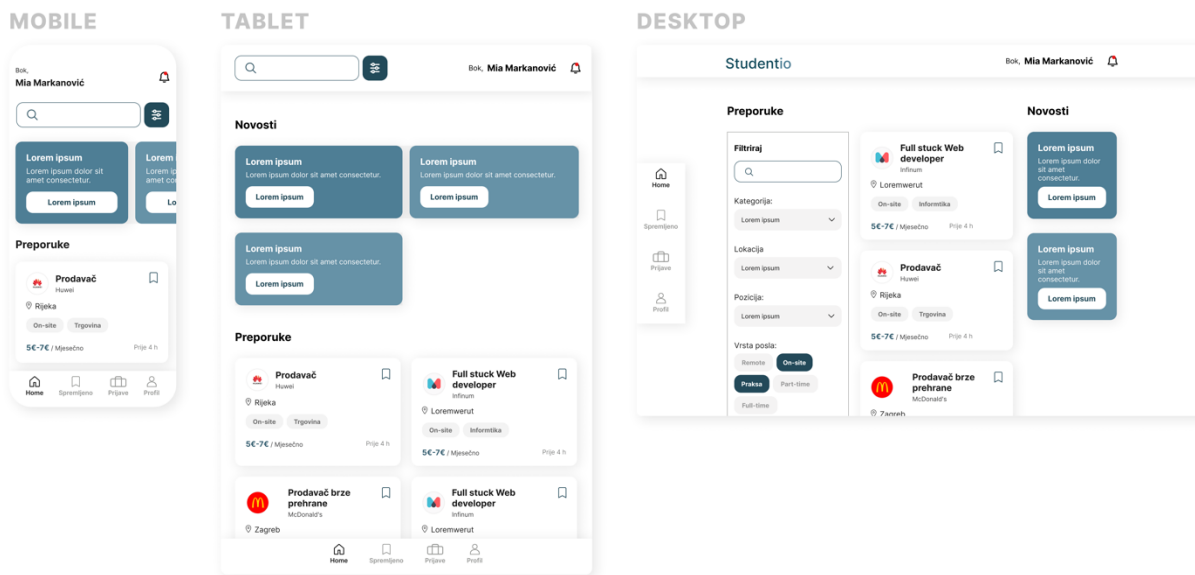 MOBILE
Bok,
Mia Markanović
Lorem ipsum
Lorem ipsum dolor sit
amet consectetur.
Lorem ipsum
Lorem
Lorem
amet
Lo
Preporuke
Prodavač
Huwei
Rijeka
On-site
Trgovina
5€-7€ / Mjesečno
Prije 4 h
Home
Spremljeno
Prijave
Profil
TABLET
Bok, Mia Markanović
Novosti
Lorem ipsum
Lorem ipsum dolor sit amet consectetur.
Lorem ipsum
Lorem ipsum
Lorem ipsum dolor sit amet consectetur.
Lorem ipsum
Lorem ipsum
Lorem ipsum dolor sit amet consectetur.
Lorem ipsum
Preporuke
Prodavač
Huwei
Rijeka
On-site
Trgovina
5€-7€ / Mjesečno
Prije 4 h
Full stuck Web
developer
Infinum
Loremwerut
On-site
Informtika
5€-7€ / Mjesečno
Prije 4 h
Prodavač brze
prehrane
McDonald's
Zagreb
Full stuck Web
developer
Infinum
Loremwerut
Home
Spremljeno
Prijave
Profil
DESKTOP
Studentio
Bok, Mia Markanović
Home
Spremljeno
Prijave
Profil
Preporuke
Filtriraj
Kategorija:
Lorem ipsum
Lokacija
Lorem ipsum
Pozicija:
Lorem ipsum
Vrsta posla:
Remote
On-site
Praksa
Part-time
Full-time
Full stuck Web
developer
Infinum
Loremwerut
On-site
Informtika
5€-7€ / Mjesečno
Prije 4 h
Prodavač
Huwei
Rijeka
On-site
Trgovina
5€-7€ / Mjesečno
Prije 4 h
Prodavač brze
prehrane
McDonald's
Zagreb
Novosti
Lorem ipsum
Lorem ipsum dolor
sit amet
consectetur.
Lorem ipsum
Lorem ipsum
Lorem ipsum dolor
sit amet
consectetur.
Lorem ipsum